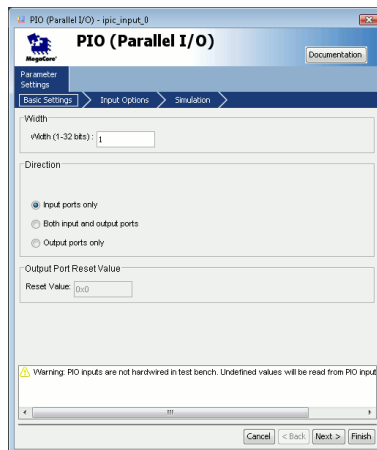 PIO (Parallel I/O) - ipic_input_0
PIO (Parallel I/O)
MegaCore'
Documentation
Parameter
Settings
Basic Settings
Input Options
Simulation
Width
Width (1-32 bits) : 1
Direction
Input ports only
Both input and output ports
Output ports only
Output Port Reset Value
Reset Value: 0x0
Warning: PIO inputs are not hardwired in test bench. Undefined values will be read from PIO input
Cancel < Back Next > Finish